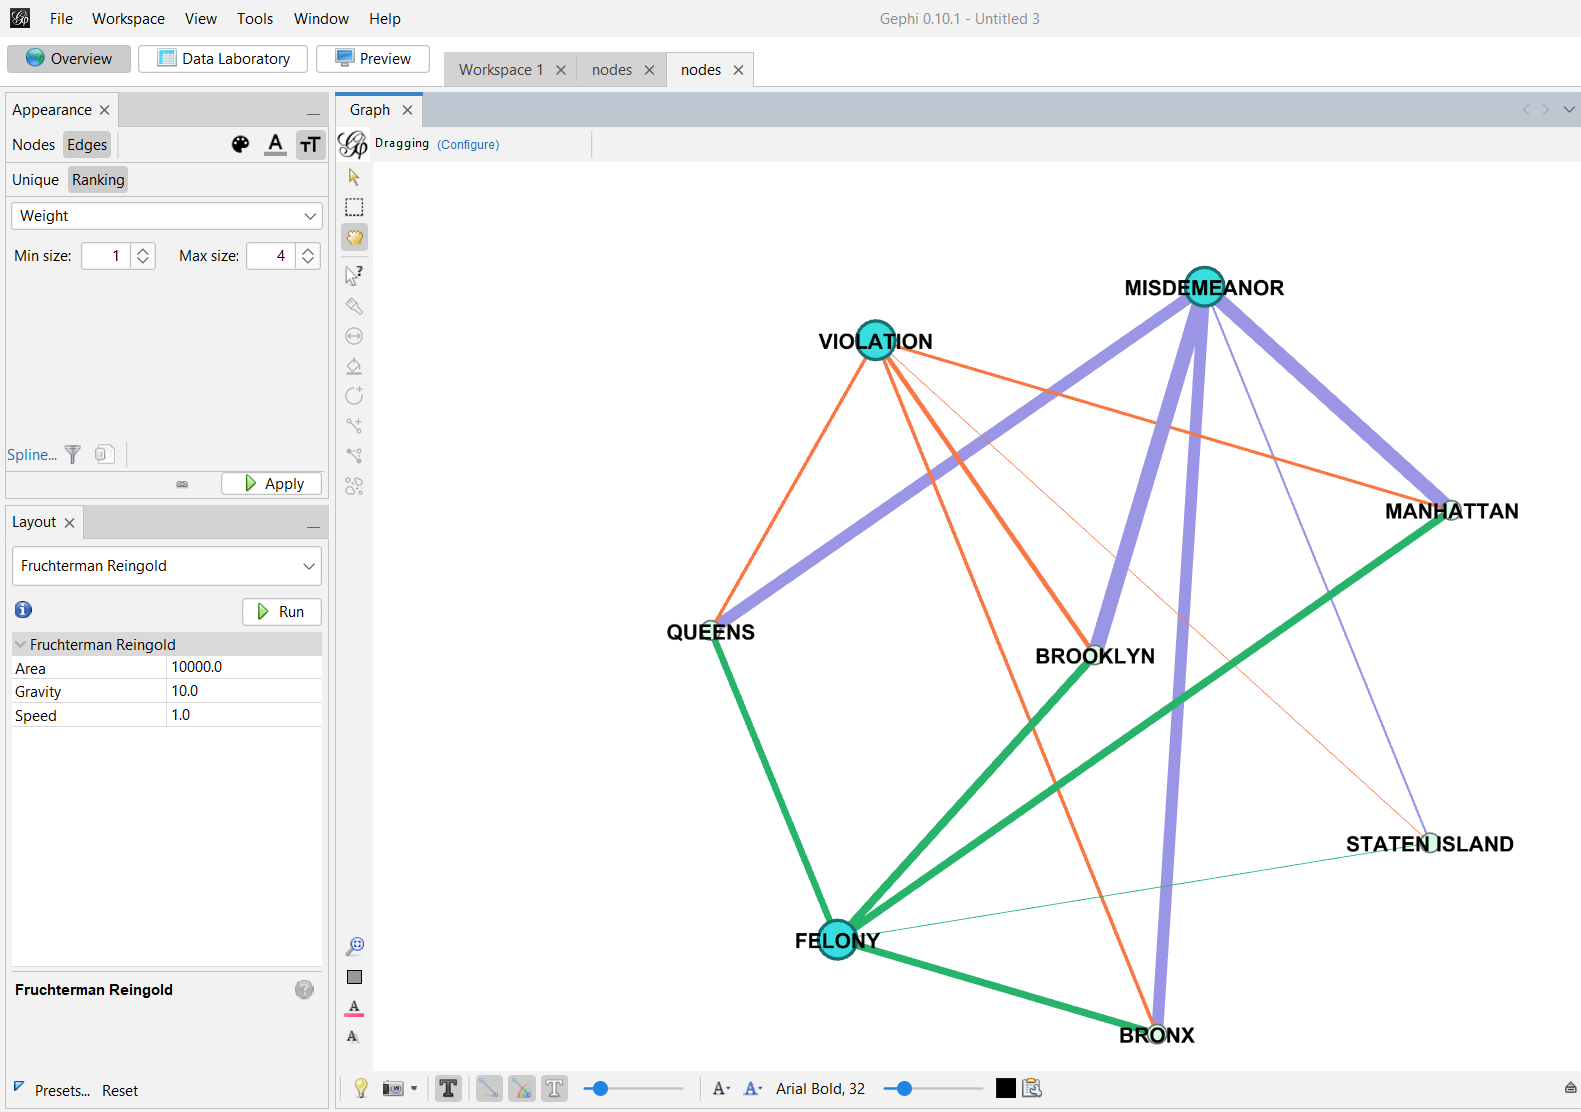 File Workspace View Tools Window Help
Gephi 0.10.1 - Untitled 3
Overview Data Laboratory Preview
Workspace 1 nodes nodes
Appearance
Nodes Edges A TT
Unique Ranking
Weight
Min size: 1 Max size: 4
Spline...
Apply
Layout
Fruchterman Reingold
Run
Fruchterman Reingold
Area 10000.0
Gravity 10.0
Speed 1.0
Fruchterman Reingold
Presets... Reset
Graph
Dragging (Configure)
MISDEMEANOR
VIOLATION
MANHATTAN
QUEENS
BROOKLYN
STATEN ISLAND
FELONY
BRONX
A
A
T T A- A- Arial Bold, 32